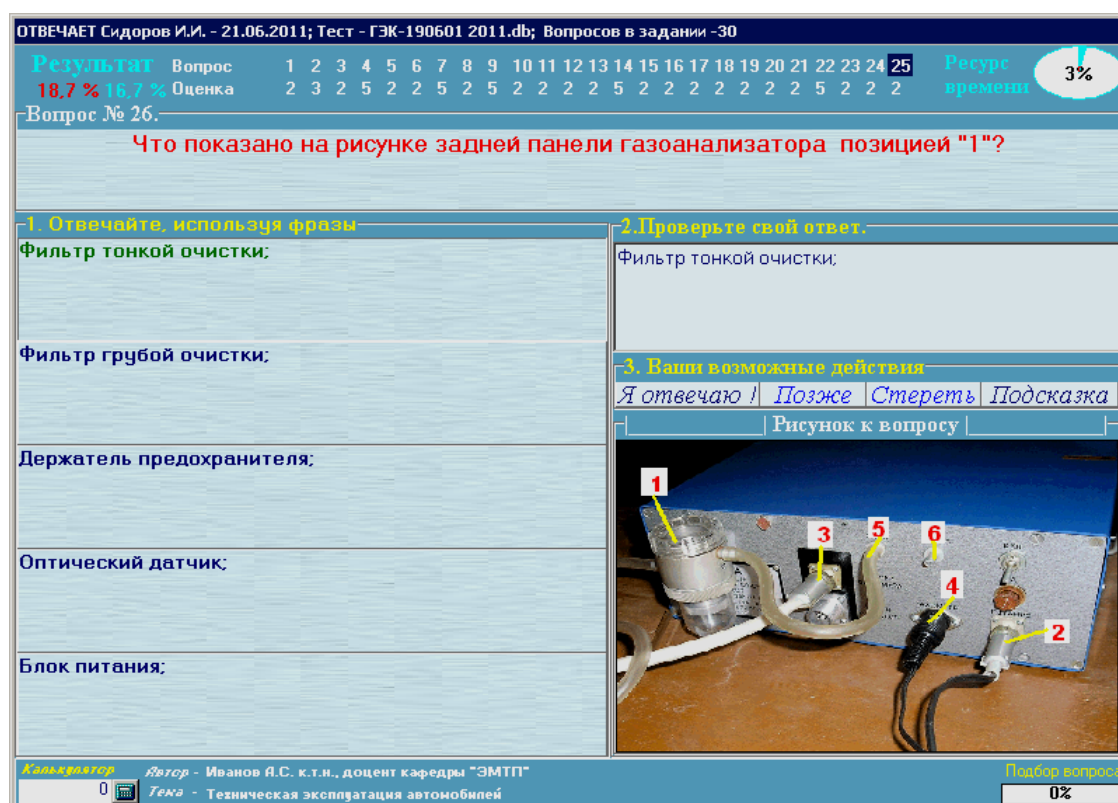 ОТВЕЧАЕТ Сидоров И.И. - 21.06.2011; Тест - ГЭК-190601 2011.db; Вопросов в задании -30
Результат Вопрос 1 2 3 4 5 6 7 8 9 10 11 12 13 14 15 16 17 18 19 20 21 22 23 24 25 Ресурс времени 3%
18,7 % 16,7 % Оценка 2 3 2 5 2 2 5 2 5 2 2 2 2 5 2 2 2 2 2 2 2 5 2 2 2
Вопрос № 26.
Что показано на рисунке задней панели газоанализатора позицией "1"?
1. Отвечайте, используя фразы
Фильтр тонкой очистки;
Фильтр грубой очистки;
Держатель предохранителя;
Оптический датчик;
Блок питания;
2.Проверьте свой ответ.
Фильтр тонкой очистки;
3. Ваши возможные действия
Я отвечаю ! Позже Стереть Подсказка
Рисунок к вопросу
1
3
5
6
4
2
Калькулятор
0
Автор - Иванов А.С. к.т.н., доцент кафедры "ЭМТП"
Тема - Техническая эксплуатация автомобилей
Подбор вопроса
0%